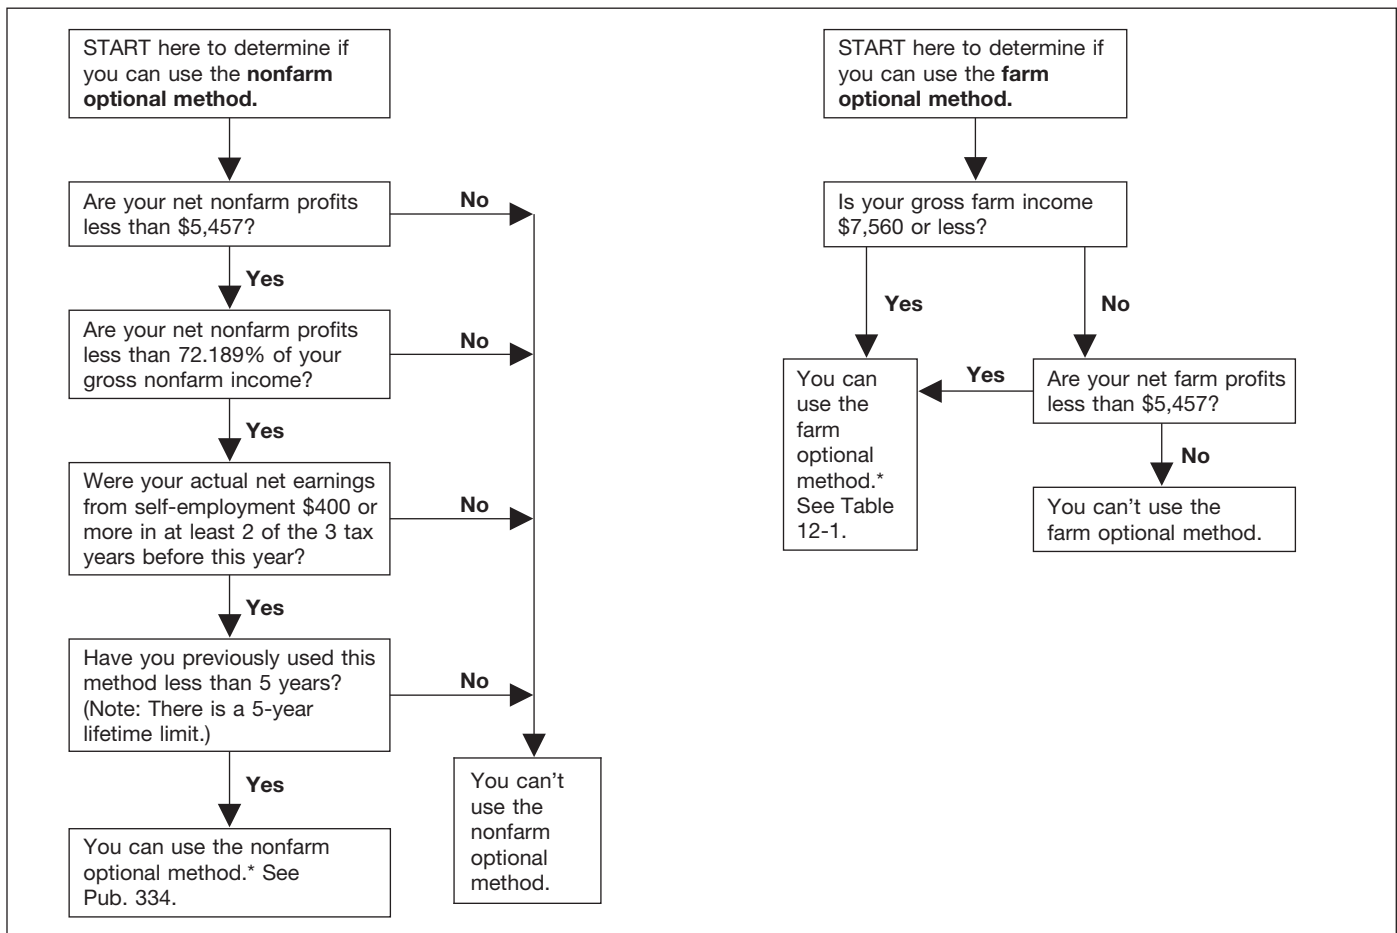 START here to determine if
you can use the nonfarm
optional method.
Are your net nonfarm profits
less than $5,457?
No
Yes
Are your net nonfarm profits
less than 72.189% of your
gross nonfarm income?
No
Yes
Were your actual net earnings
from self-employment $400 or
more in at least 2 of the 3 tax
years before this year?
No
Yes
Have you previously used this
method less than 5 years?
(Note: There is a 5-year
lifetime limit.)
No
Yes
You can use the nonfarm
optional method.* See
Pub. 334.
You can’t
use the
nonfarm
optional
method.
START here to determine if
you can use the farm
optional method.
Is your gross farm income
$7,560 or less?
Yes
No
You can
use the
farm
optional
method.*
See Table
12-1.
Yes
Are your net farm profits
less than $5,457?
No
You can’t use the
farm optional method.